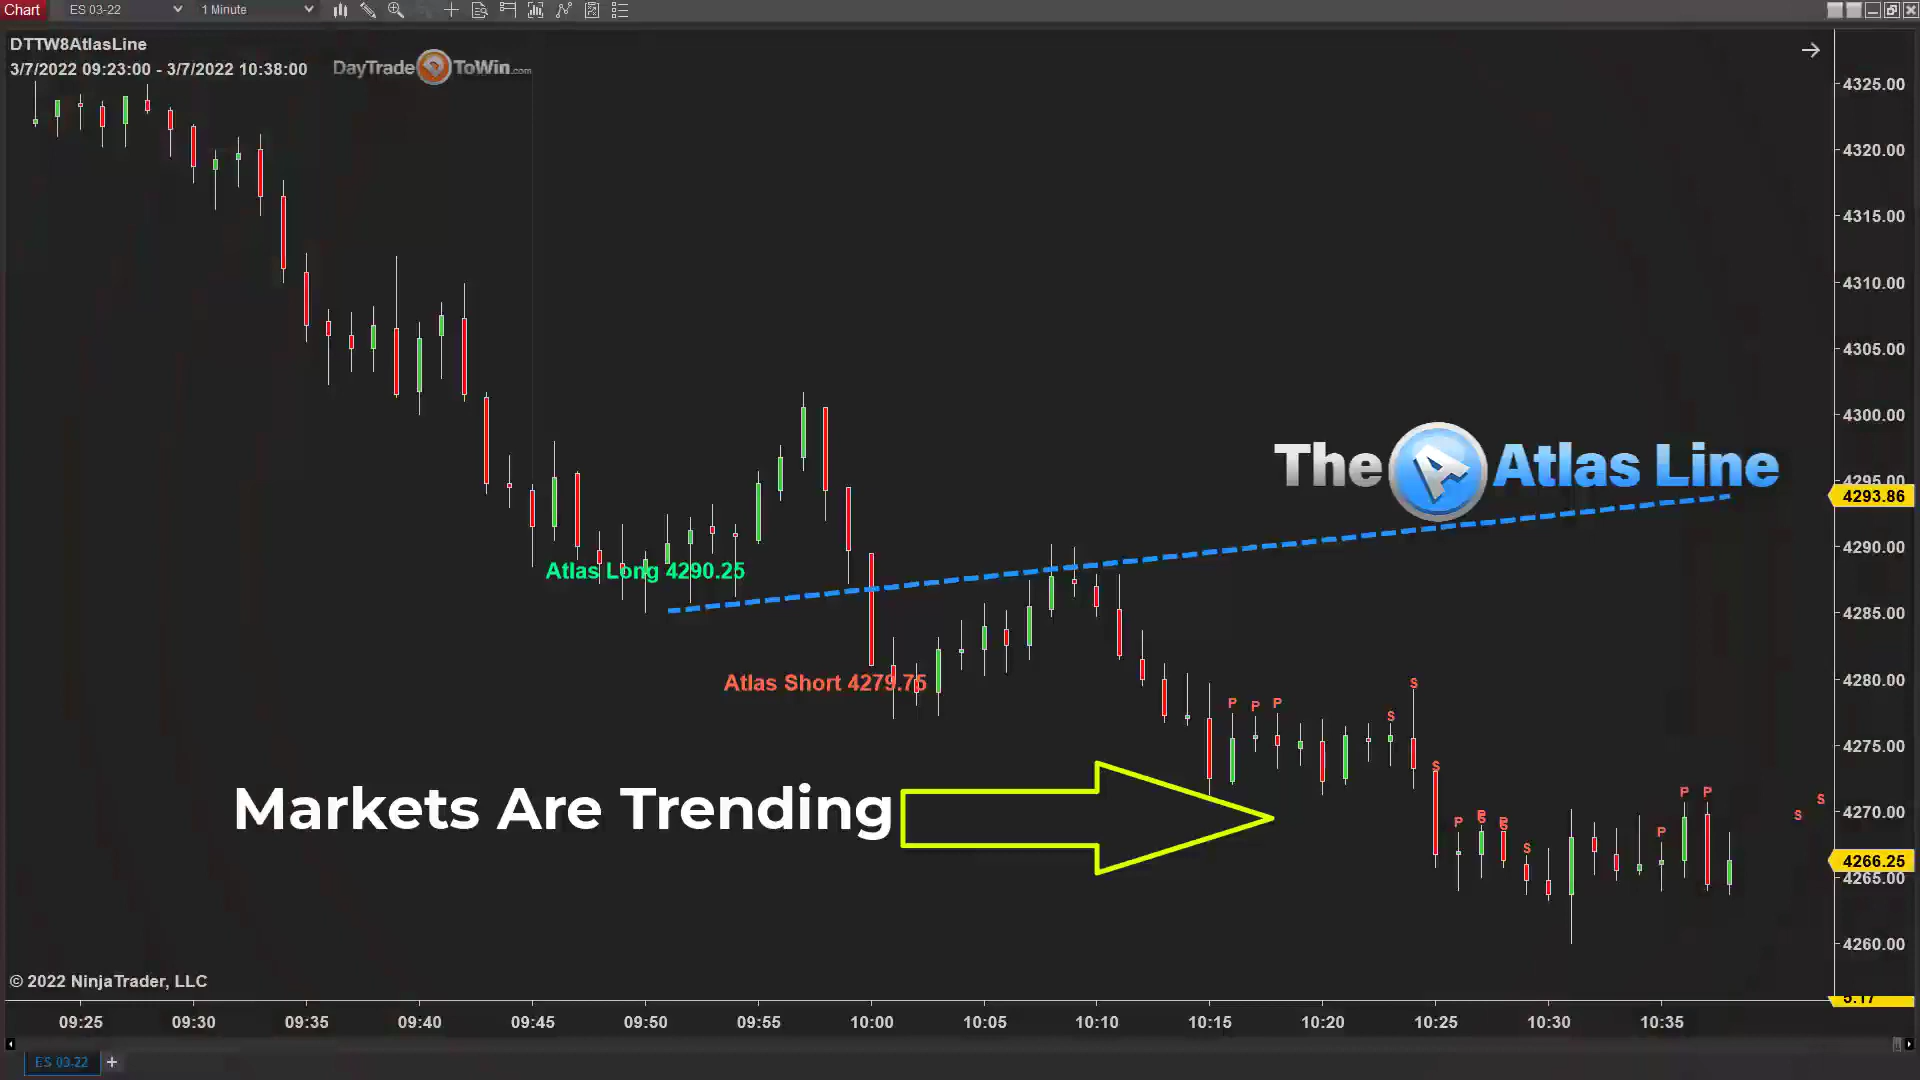 Chart ES 03-22 1 Minute
DTTW8AtlasLine
3/7/2022 09:23:00 - 3/7/2022 10:38:00
DayTradeToWin.com
4325.00
4320.00
4315.00
4310.00
4305.00
4300.00
The A Atlas Line
4295.00
4293.86
4290.00
Atlas Long 4290.25
4285.00
Atlas Short 4279.75
4280.00
S
P P P
S
4275.00
S
Markets Are Trending
P P
S
4270.00
S
P
P
S
4266.25
4265.00
4260.00
© 2022 NinjaTrader, LLC
09:25 09:30 09:35 09:40 09:45 09:50 09:55 10:00 10:05 10:10 10:15 10:20 10:25 10:30 10:35
ES 03-22 +